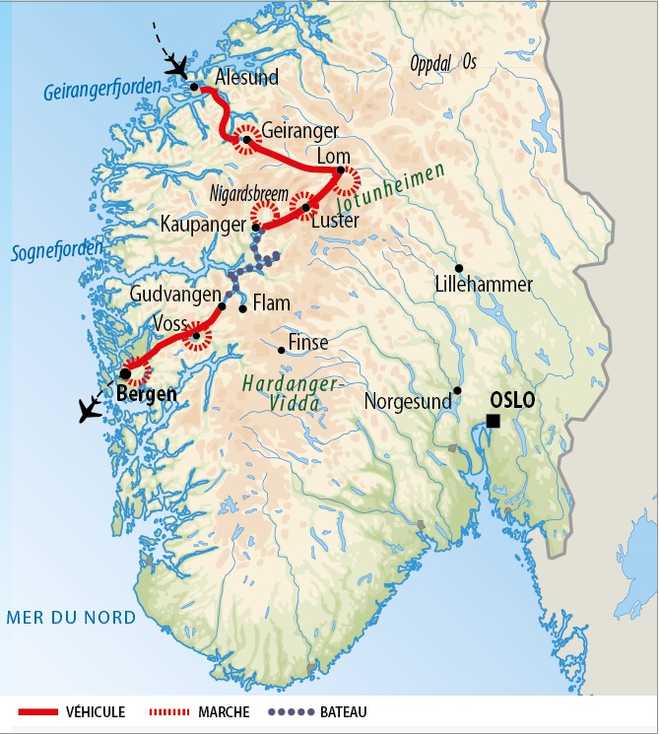 Oppdal Os
Alesund
Geirangerfjorden
Geiranger
Lom
Jotunheimen
Nigardsbreem
Luster
Kaupanger
Sognefjorden
Lillehammer
Gudvangen
Flam
Voss
Finse
Bergen
Hardanger-
Vidda
Norgesund
OSLO
MER DU NORD
VÉHICULE
MARCHE
BATEAU